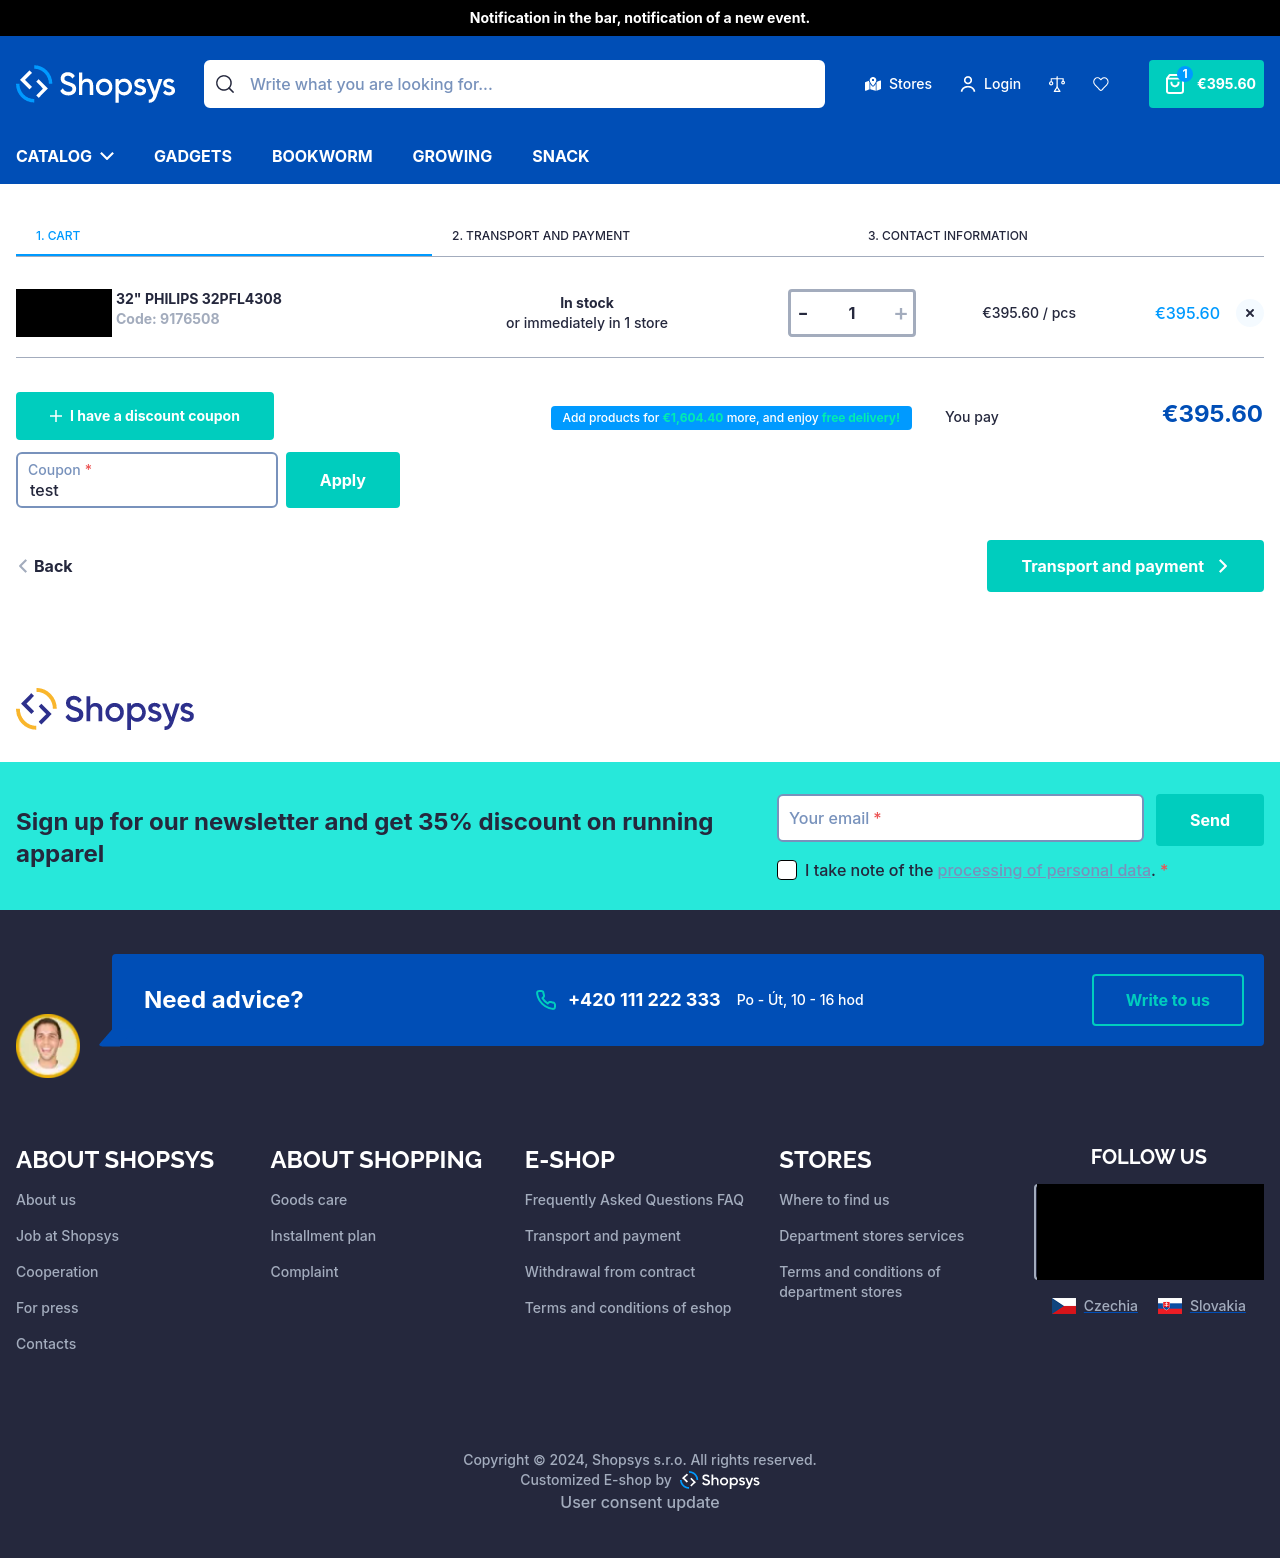 Notification in the bar, notification of a new event.
Shopsys
Write what you are looking for...
Stores
Login
1
€395.60
CATALOG
GADGETS
BOOKWORM
GROWING
SNACK
1. CART
2. TRANSPORT AND PAYMENT
3. CONTACT INFORMATION
32" PHILIPS 32PFL4308
Code: 9176508
In stock
or immediately in 1 store
- 1 +
€395.60 / pcs
€395.60
I have a discount coupon
Add products for €1,604.40 more, and enjoy free delivery!
You pay
€395.60
Coupon *
test
Apply
Back
Transport and payment
Shopsys
Sign up for our newsletter and get 35% discount on running
apparel
Your email *
Send
I take note of the processing of personal data. *
Need advice?
+420 111 222 333
Po - Út, 10 - 16 hod
Write to us
ABOUT SHOPSYS
About us
Job at Shopsys
Cooperation
For press
Contacts
ABOUT SHOPPING
Goods care
Installment plan
Complaint
E-SHOP
Frequently Asked Questions FAQ
Transport and payment
Withdrawal from contract
Terms and conditions of eshop
STORES
Where to find us
Department stores services
Terms and conditions of
department stores
FOLLOW US
Czechia
Slovakia
Copyright © 2024, Shopsys s.r.o. All rights reserved.
Customized E-shop by Shopsys
User consent update